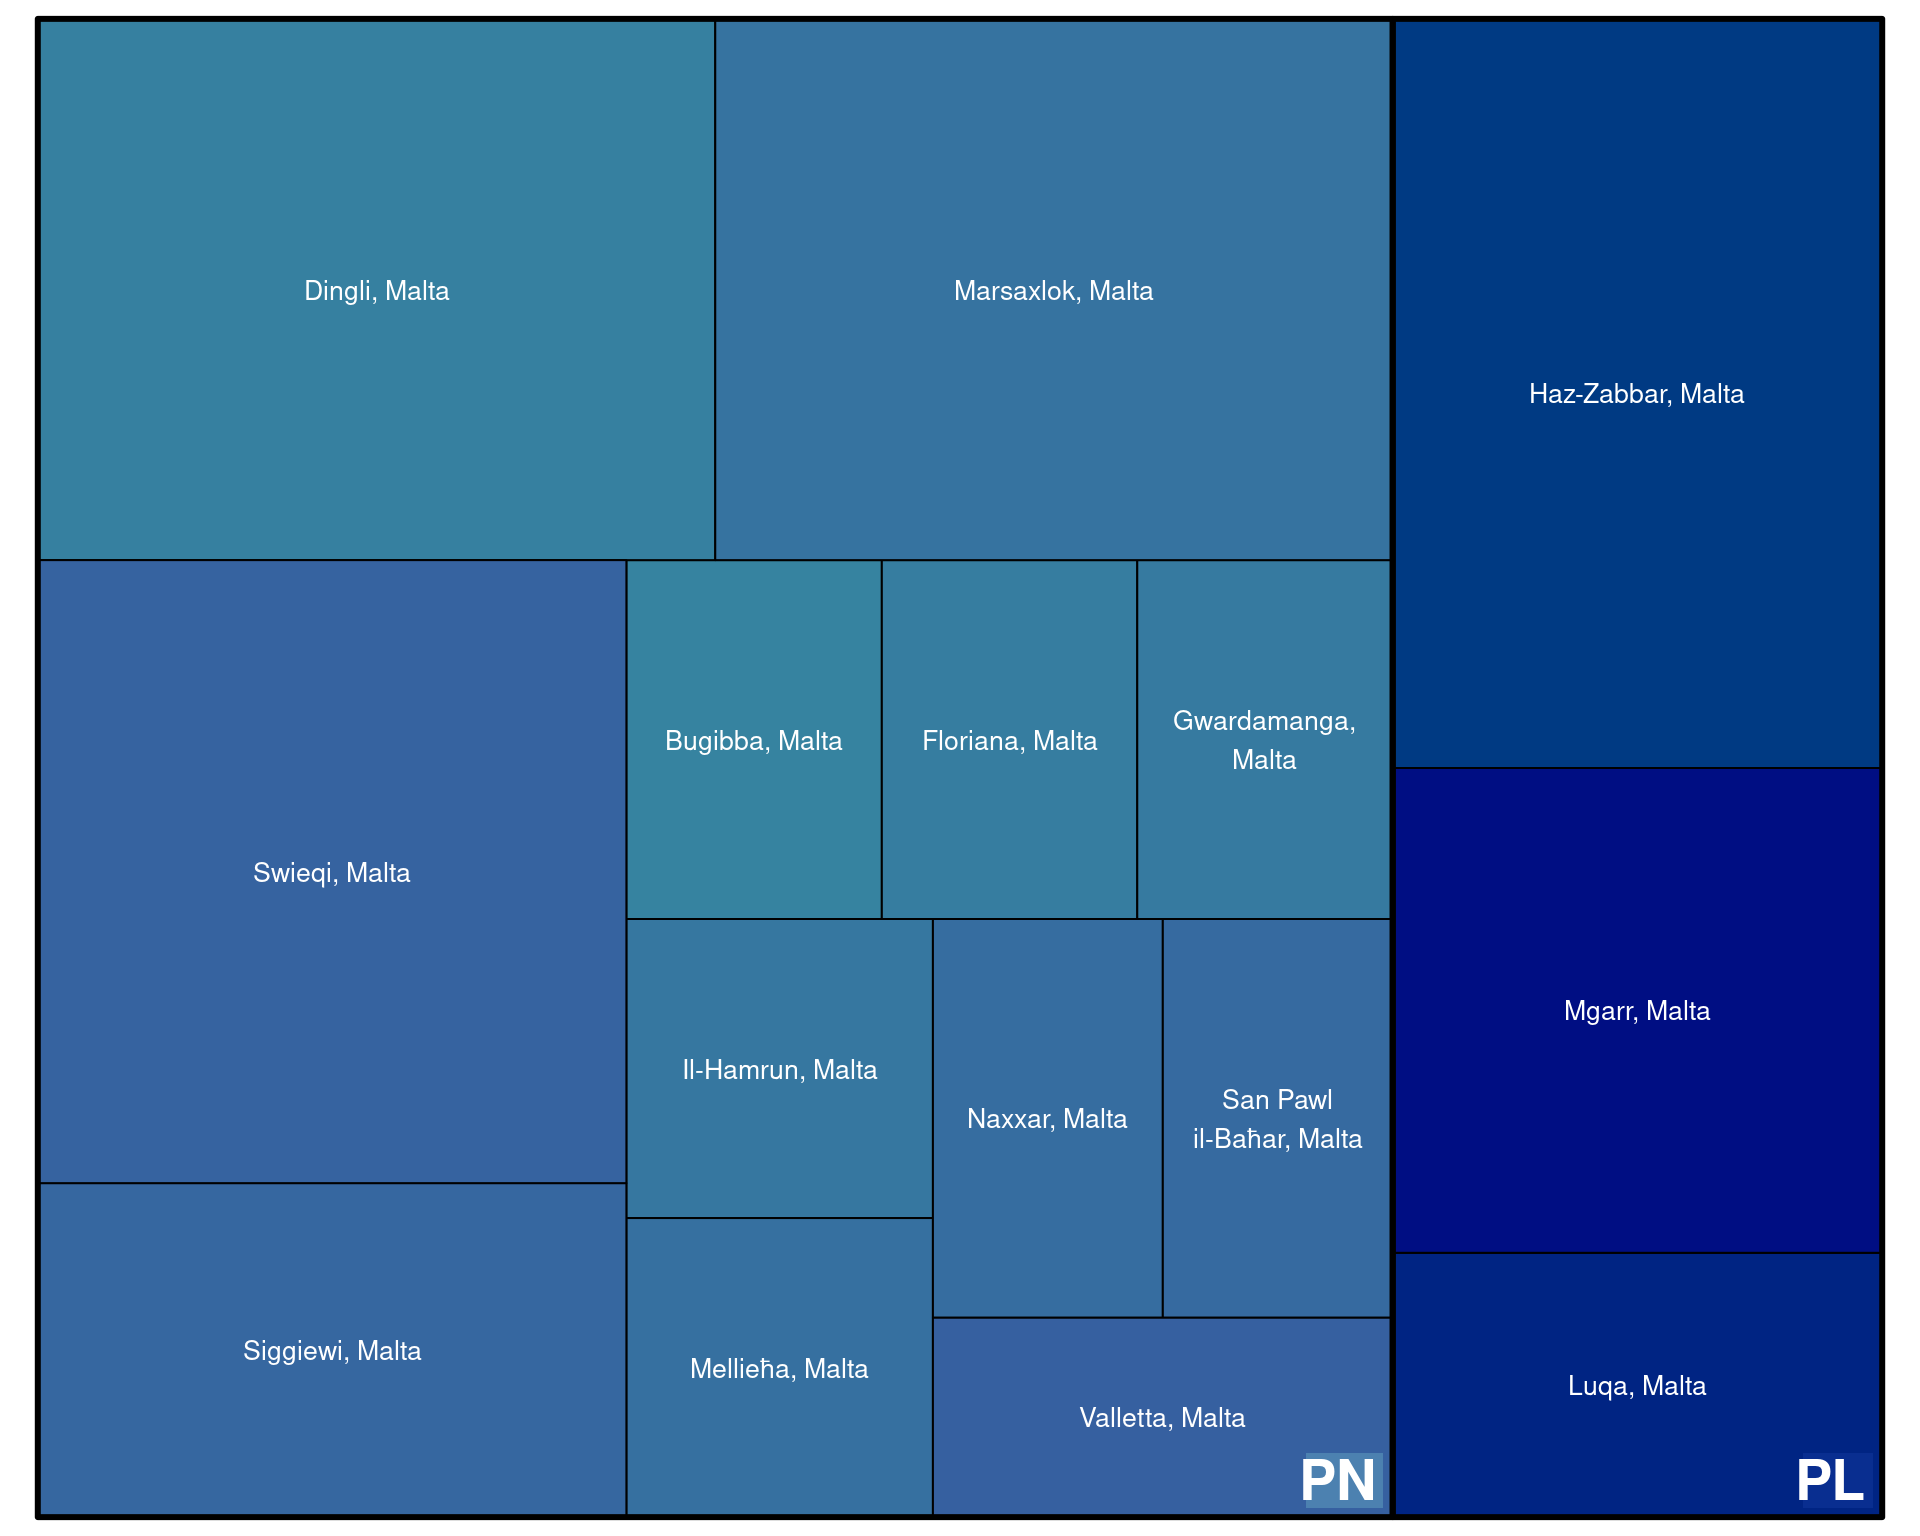 Dingli, Malta
Marsaxlok, Malta
Haz-Zabbar, Malta
Swieqi, Malta
Bugibba, Malta
Floriana, Malta
Gwardamanga,
Malta
Il-Hamrun, Malta
Naxxar, Malta
San Pawl
il-Baħar, Malta
Mgarr, Malta
Siggiewi, Malta
Mellieħa, Malta
Valletta, Malta
Luqa, Malta
PN
PL